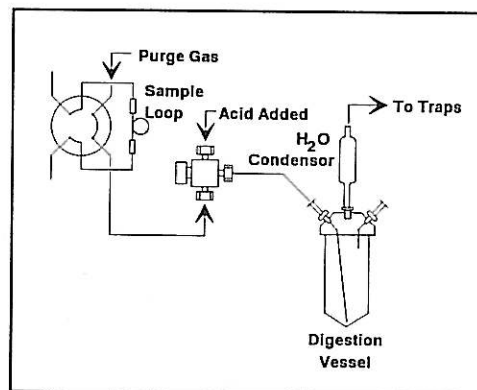 Purge Gas
Sample
Loop
Acid Added
To Traps
H2O
Condensor
Digestion
Vessel